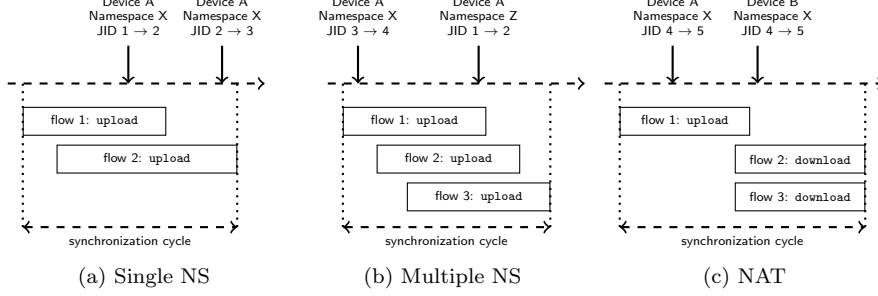 Device A
Namespace X
JID 1 → 2
Device A
Namespace X
JID 2 → 3
flow 1: upload
flow 2: upload
synchronization cycle
(a) Single NS
Device A
Namespace X
JID 3 → 4
Device A
Namespace Z
JID 1 → 2
flow 1: upload
flow 2: upload
flow 3: upload
synchronization cycle
(b) Multiple NS
Device A
Namespace X
JID 4 → 5
Device B
Namespace X
JID 4 → 5
flow 1: upload
flow 2: download
flow 3: download
synchronization cycle
(c) NAT